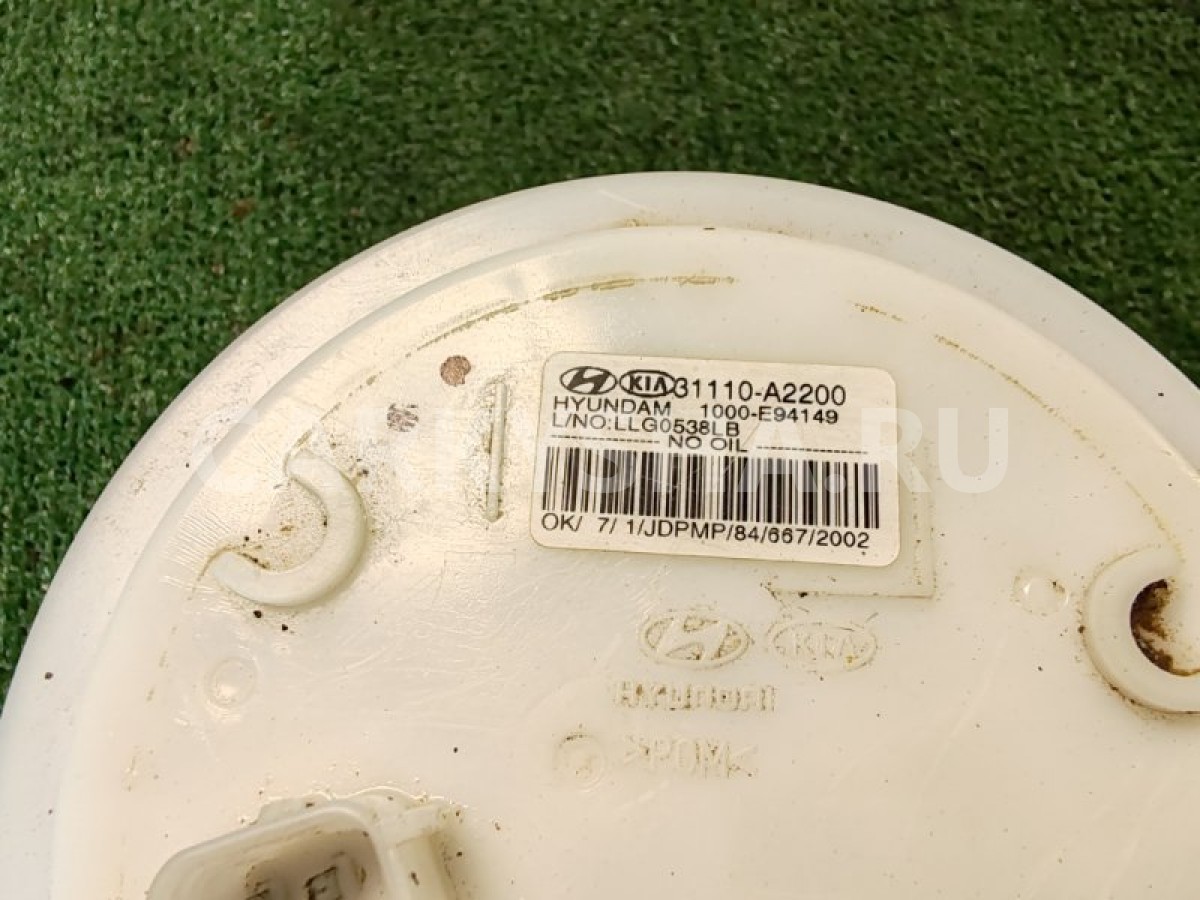 KIA 31110-A2200
HYUNDAM 1000-E94149
L/NO:LLG0538LB
NO OIL
OK/ 7/ 1/JDPMP/84/667/2002
KIA
>POM<